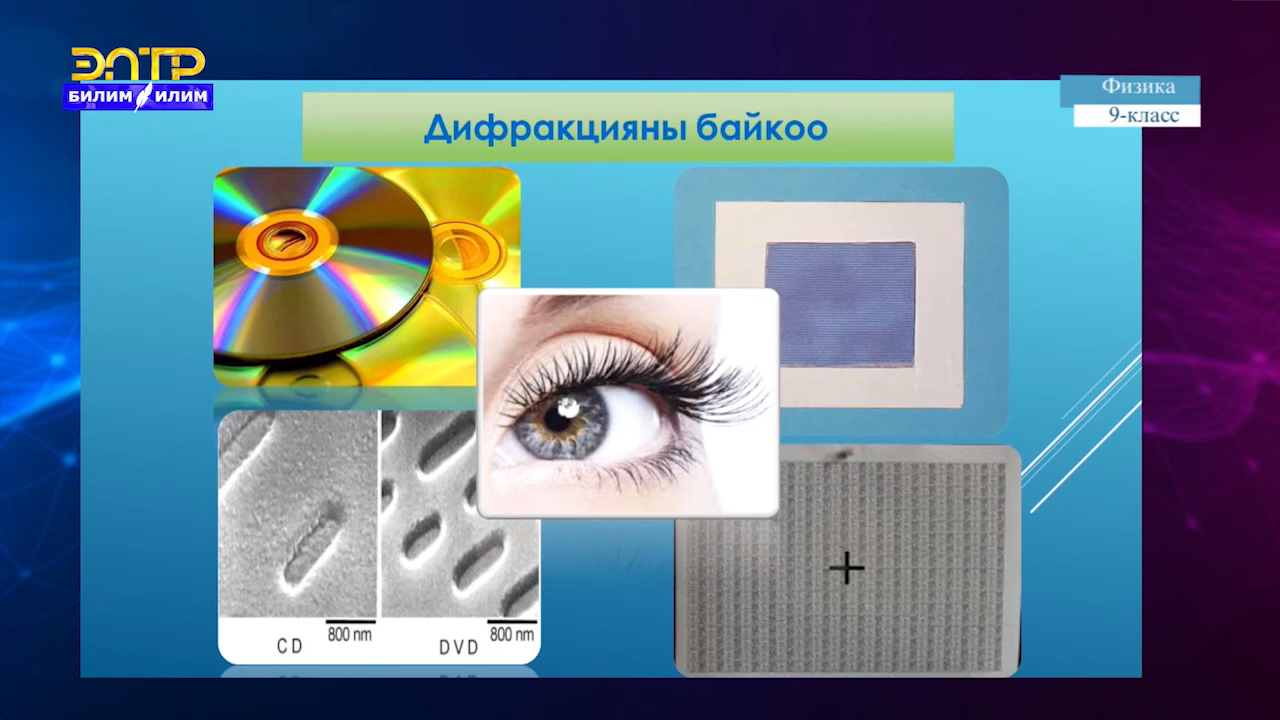 ЭЛТР
БИЛИМ ИЛИМ
Физика
9-класс
Дифракцияны байкоо
CD
800 nm
DVD
800 nm